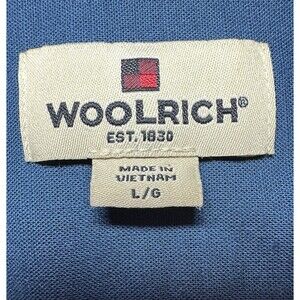 WOOLRICH®
EST. 1830
MADE IN
VIETNAM
L/G